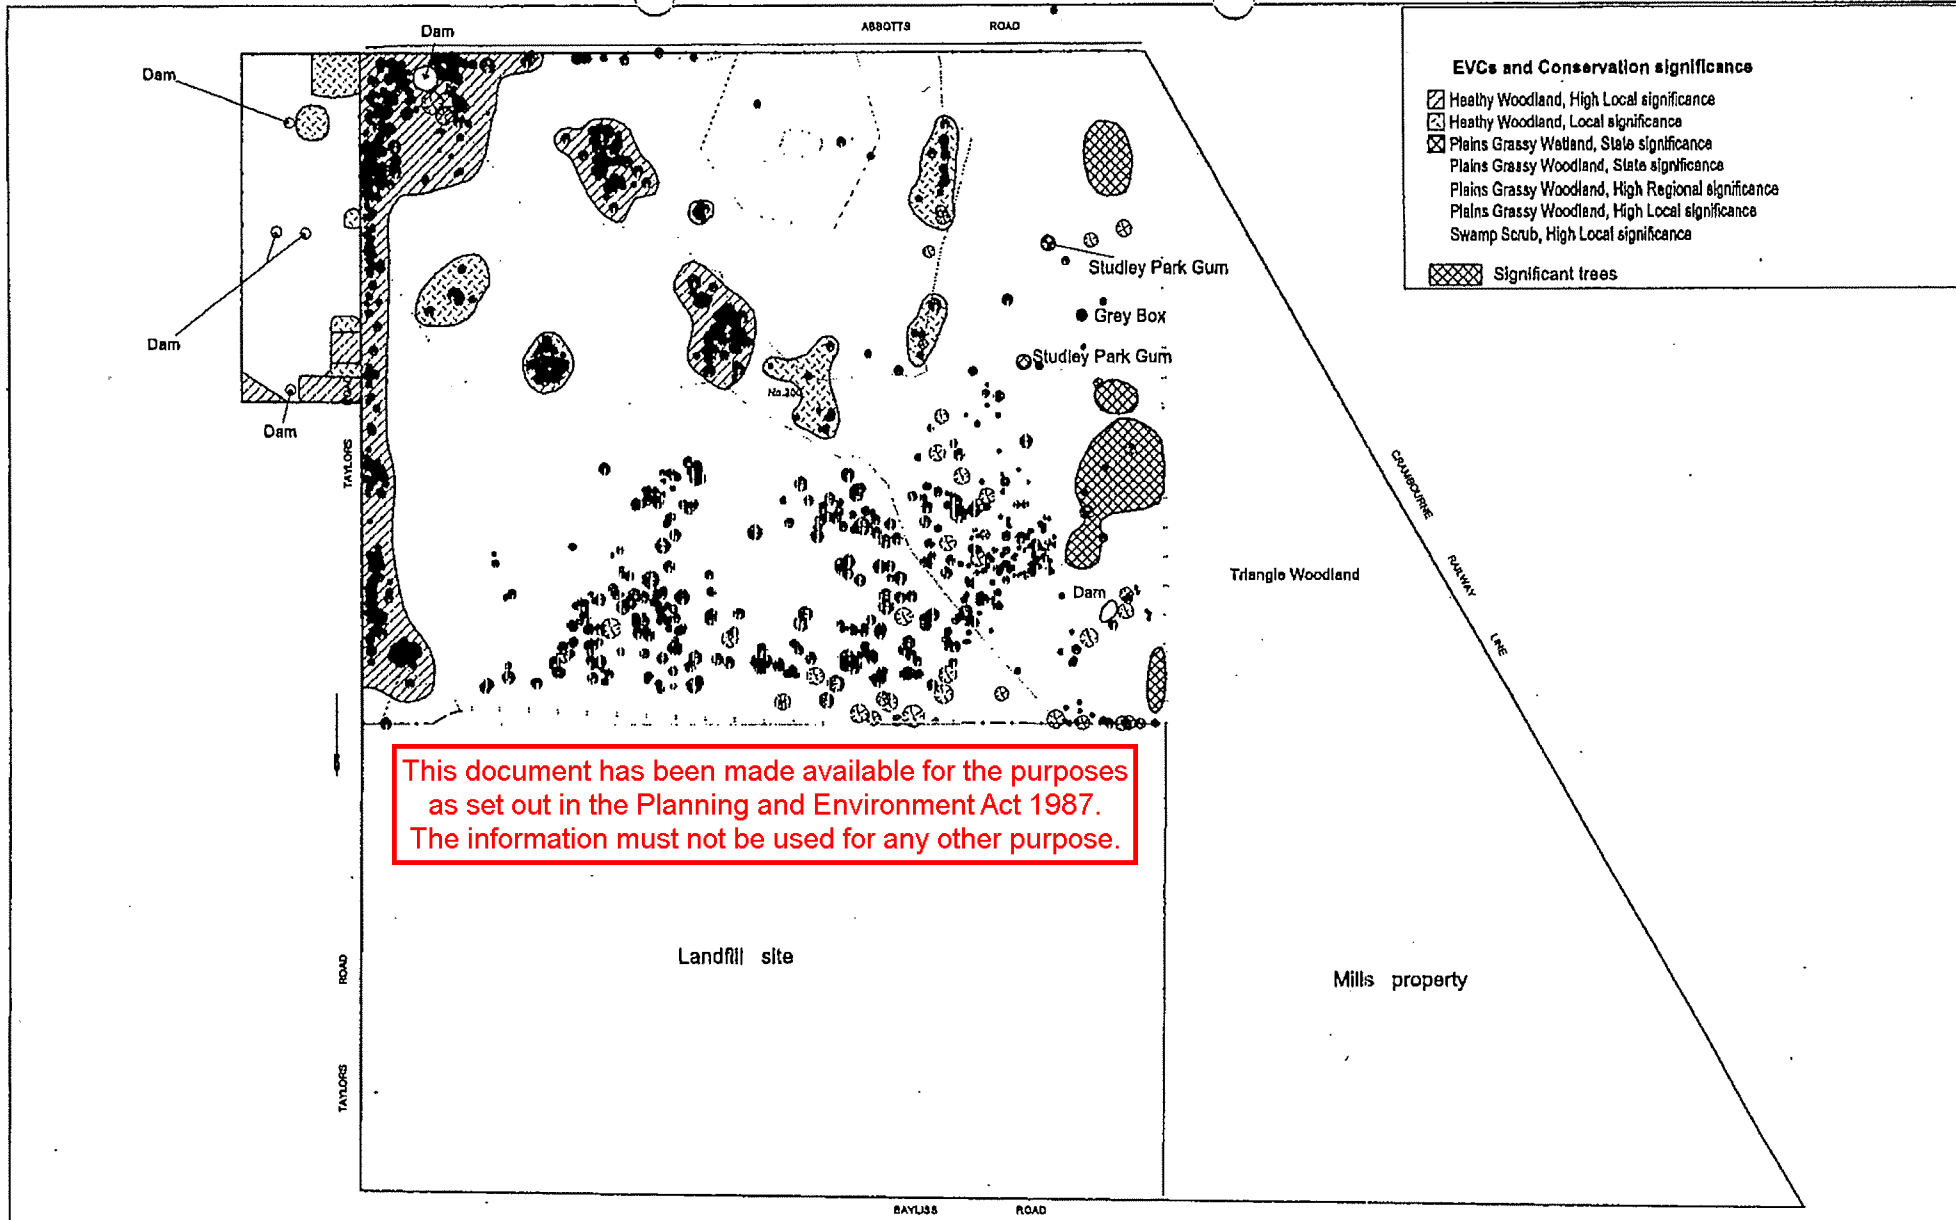 ABBOTTS ROAD
Dam
Dam
EVCs and Conservation significance
Heathy Woodland, High Local significance
Heathy Woodland, Local significance
Plains Grassy Wetland, State significance
Plains Grassy Woodland, State significance
Plains Grassy Woodland, High Regional significance
Plains Grassy Woodland, High Local significance
Swamp Scrub, High Local significance
Significant trees
Studley Park Gum
Grey Box
Dam
Studley Park Gum
No.200
Dam
TAYLORS
ROAD
CRANBOURNE
RAILWAY
LINE
Triangle Woodland
Dam
This document has been made available for the purposes
as set out in the Planning and Environment Act 1987.
The information must not be used for any other purpose.
Landfill site
Mills property
ROAD
TAYLORS
BAYLISS ROAD